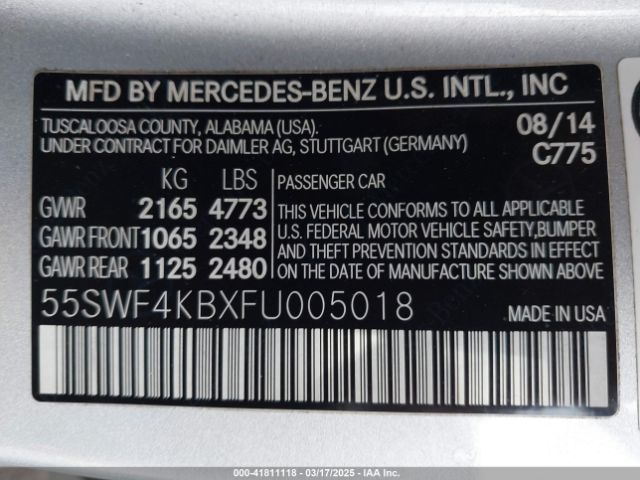 MFD BY MERCEDES-BENZ U.S. INTL., INC
TUSCALOOSA COUNTY, ALABAMA (USA). 08/14
UNDER CONTRACT FOR DAIMLER AG, STUTTGART (GERMANY) C775
KG LBS PASSENGER CAR
GVWR 2165 4773
GAWR FRONT 1065 2348
GAWR REAR 1125 2480
THIS VEHICLE CONFORMS TO ALL APPLICABLE
U.S. FEDERAL MOTOR VEHICLE SAFETY,BUMPER
AND THEFT PREVENTION STANDARDS IN EFFECT
ON THE DATE OF MANUFACTURE SHOWN ABOVE.
55SWF4KBXFU005018 MADE IN USA
© - 41811118 - 03/17/2025 - IAA, Inc.